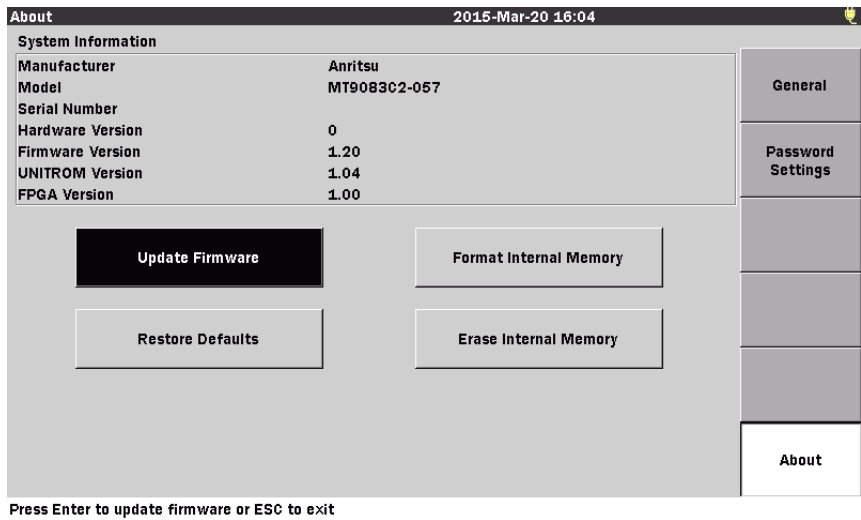 About 2015-Mar-20 16:04
System Information
Manufacturer Anritsu
Model MT9083C2-057
Serial Number
Hardware Version 0
Firmware Version 1.20
UNITROM Version 1.04
FPGA Version 1.00
General
Password
Settings
Update Firmware Format Internal Memory
Restore Defaults Erase Internal Memory
About
Press Enter to update firmware or ESC to exit